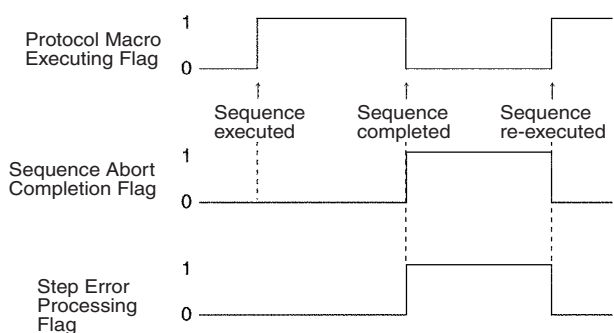 1
Protocol Macro
Executing Flag
0
Sequence
executed
Sequence
completed
Sequence
re-executed
1
Sequence Abort
Completion Flag
0
1
Step Error
Processing
Flag
0